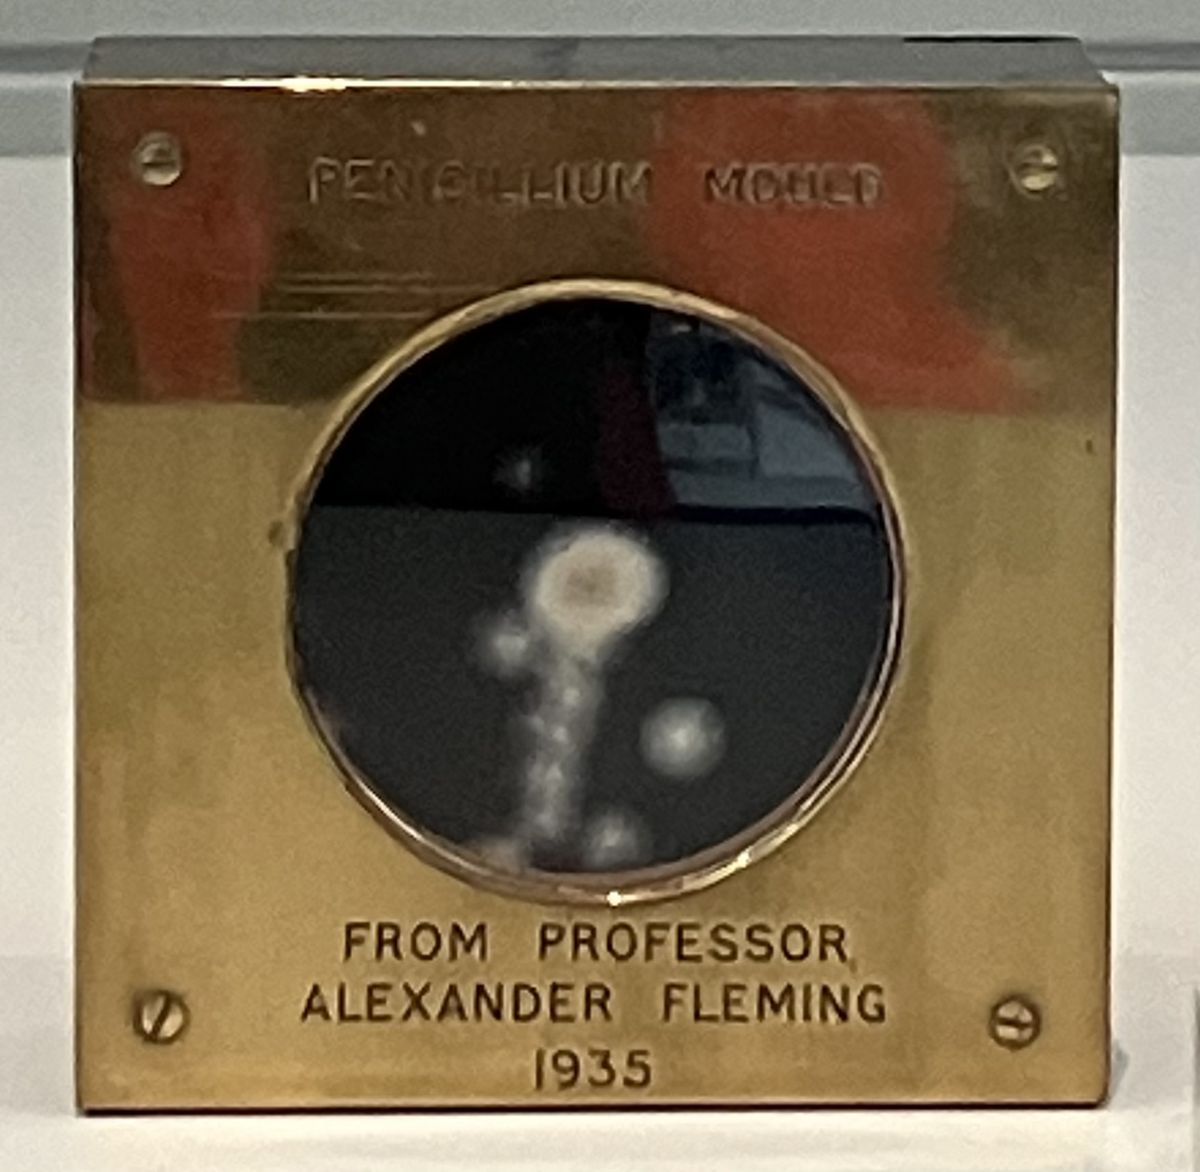 PENICILLIUM MOULD
FROM PROFESSOR
ALEXANDER FLEMING
1935